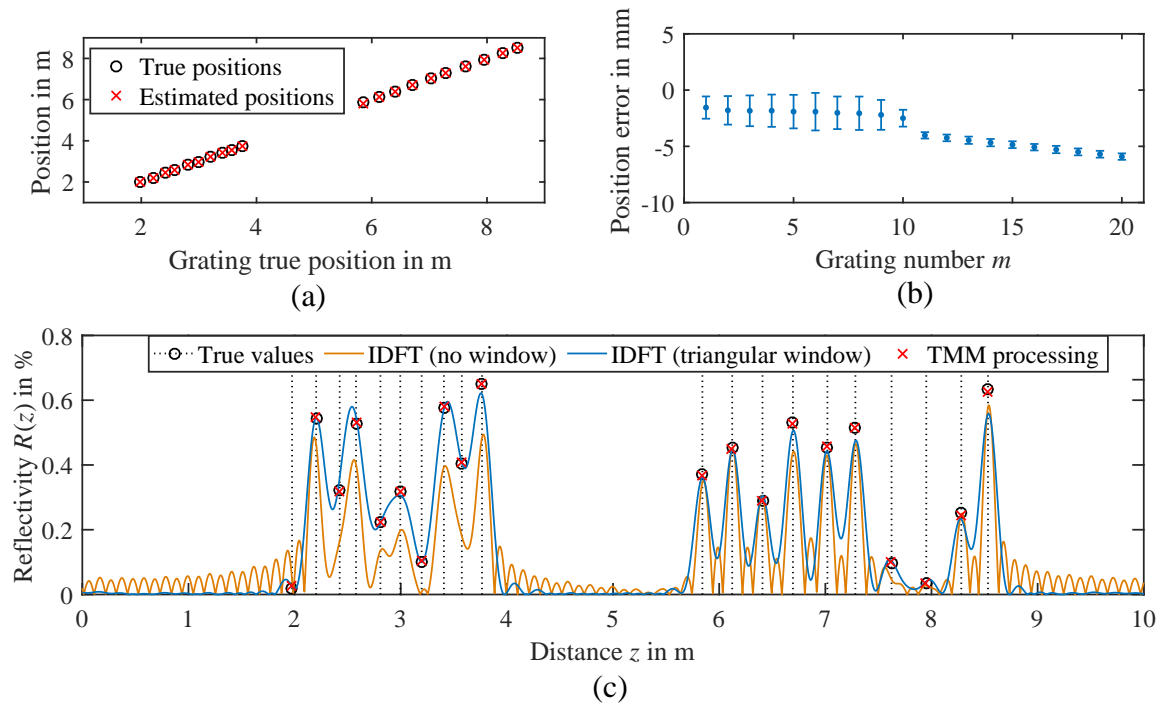 8
6
4
2
Position in m
True positions
Estimated positions
2 4 6 8
Grating true position in m
(a)
5
0
-5
-10
Position error in mm
0 5 10 15 20
Grating number m
(b)
0.8
0.6
0.4
0.2
0
Reflectivity R(z) in %
True values IDFT (no window) IDFT (triangular window) TMM processing
0 1 2 3 4 5 6 7 8 9 10
Distance z in m
(c)